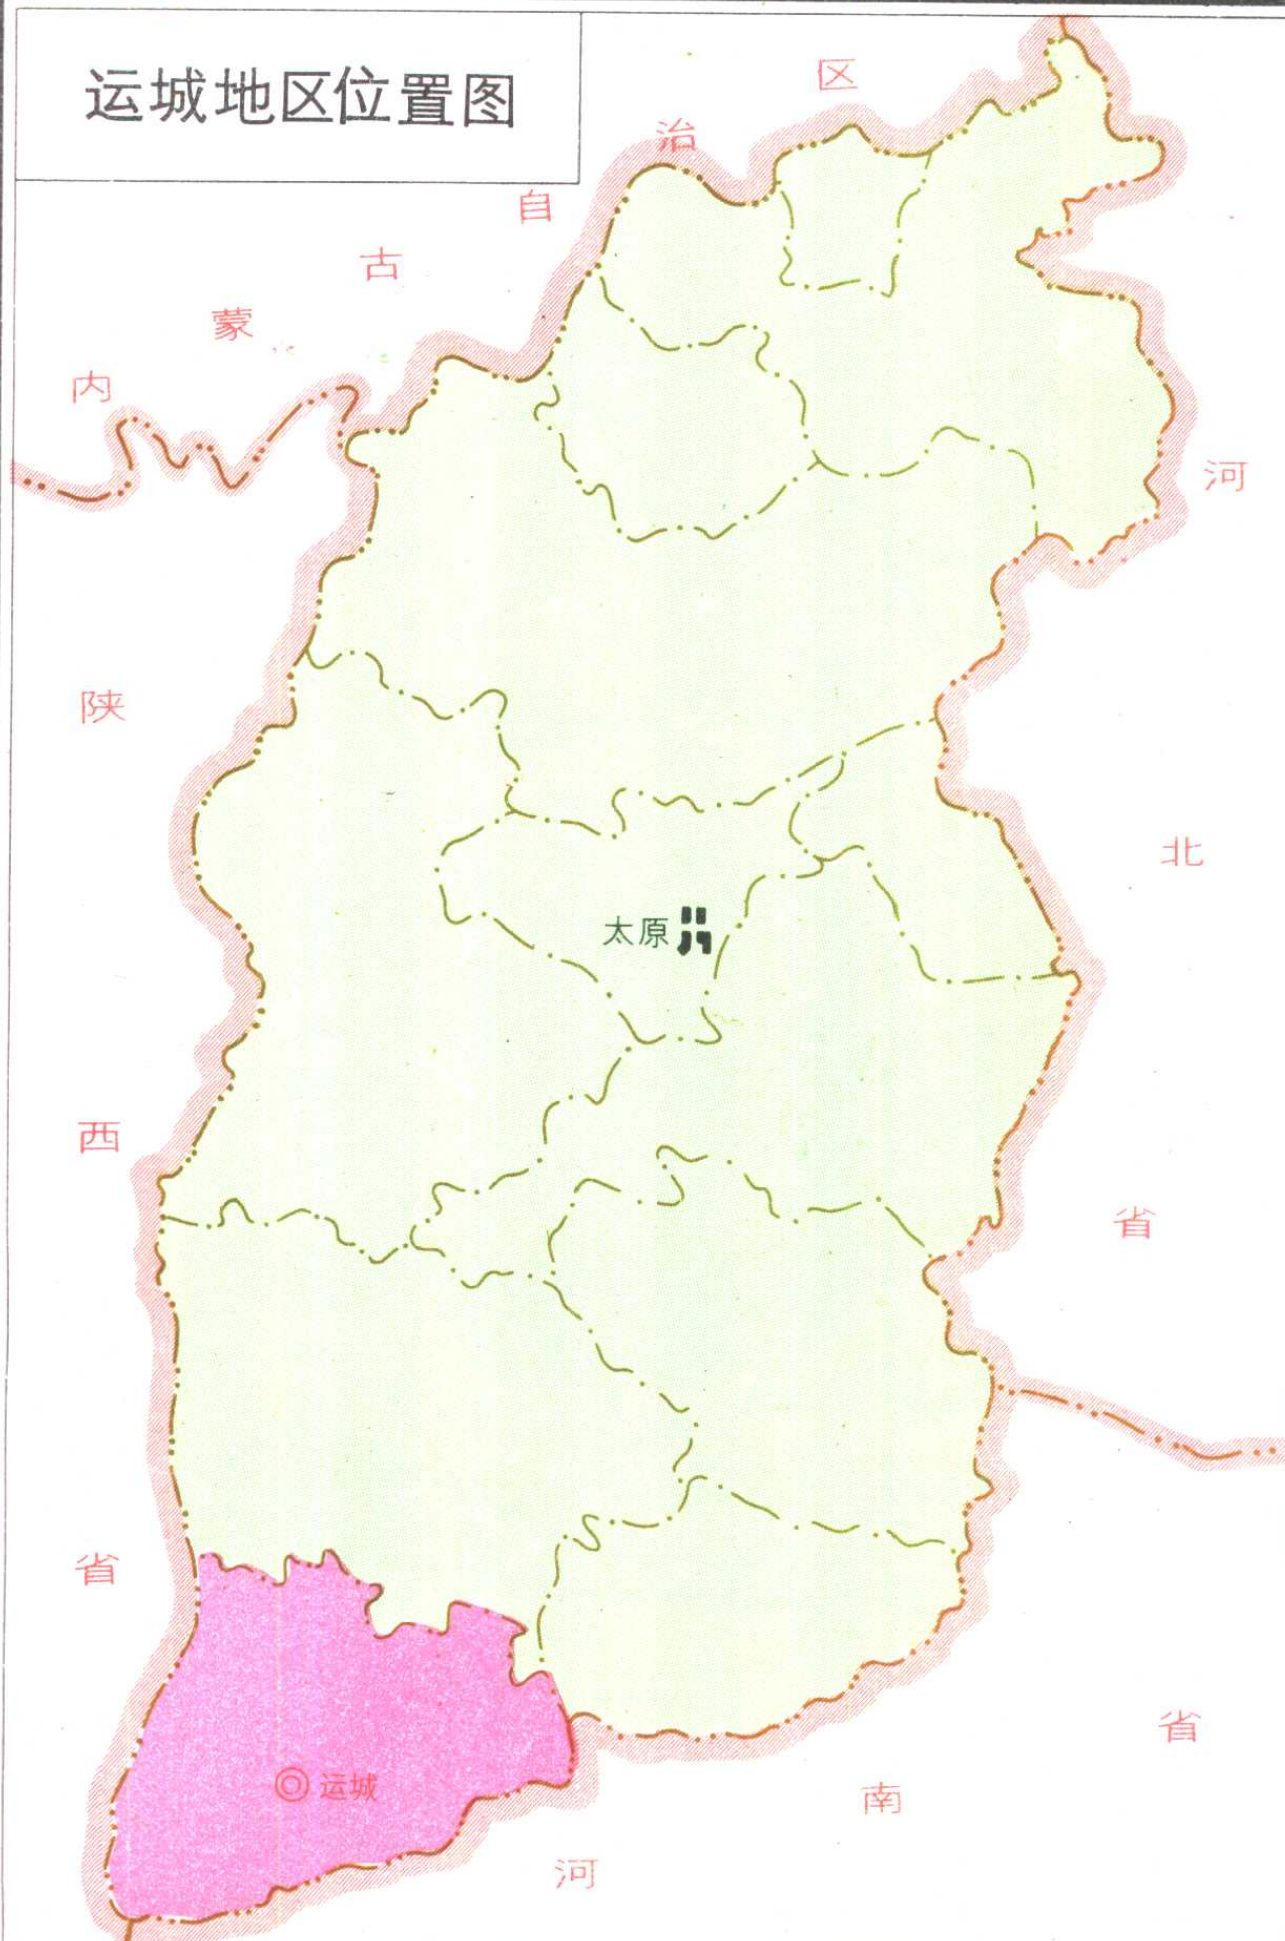 运城地区位置图
内蒙古自治区
陕西省
河北省
太原
运城
河南省